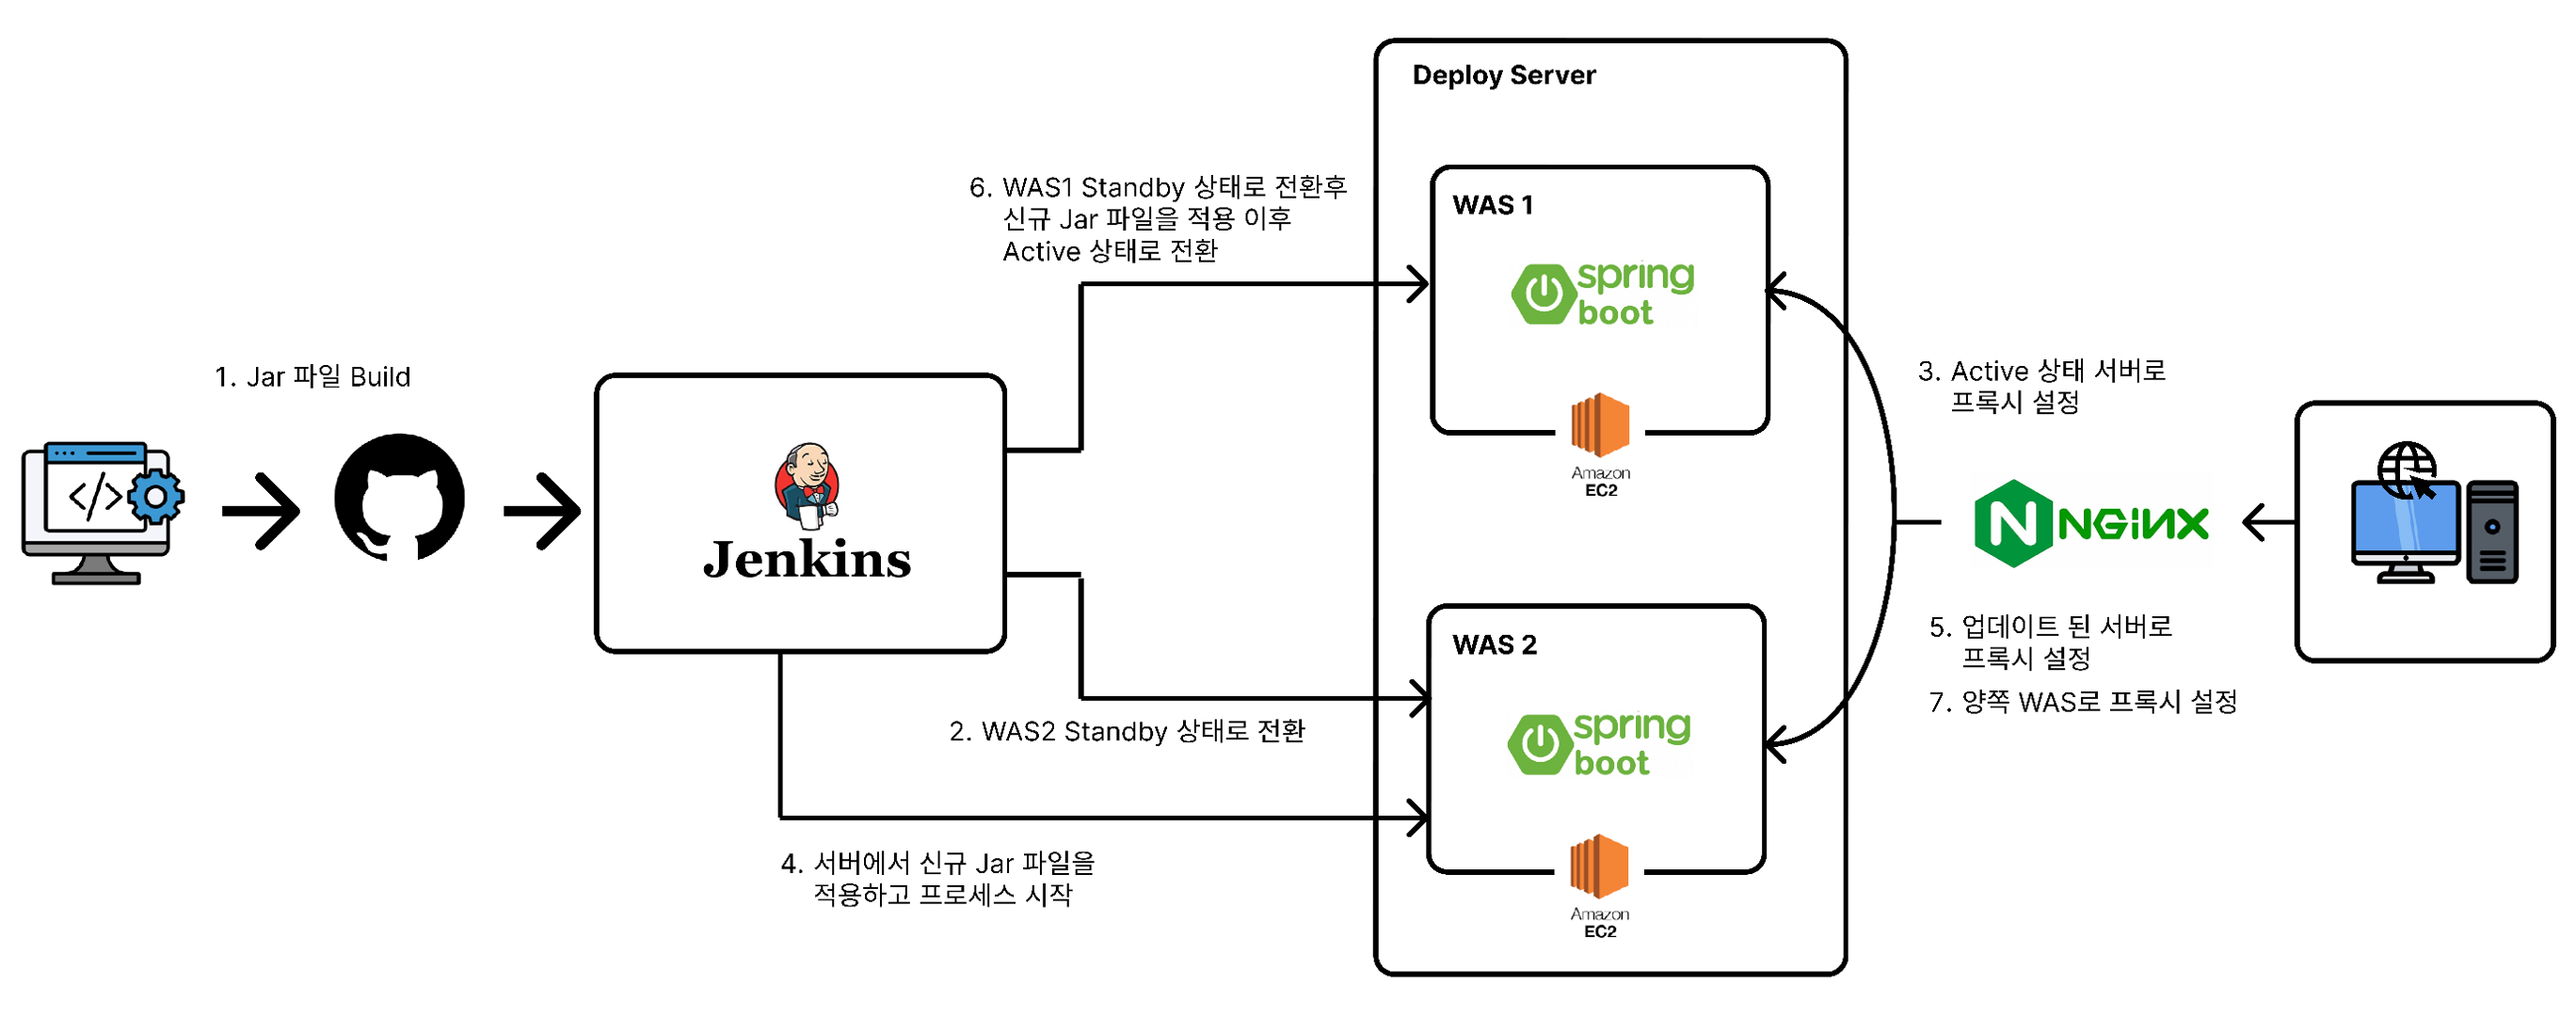 Deploy Server
6. WAS1 Standby 상태로 전환후
신규 Jar 파일을 적용 이후
Active 상태로 전환
WAS 1
spring
boot
Amazon
EC2
1. Jar 파일 Build
</>
Jenkins
3. Active 상태 서버로
프록시 설정
N NGINX
5. 업데이트 된 서버로
프록시 설정
7. 양쪽 WAS로 프록시 설정
WAS 2
spring
boot
Amazon
EC2
2. WAS2 Standby 상태로 전환
4. 서버에서 신규 Jar 파일을
적용하고 프로세스 시작